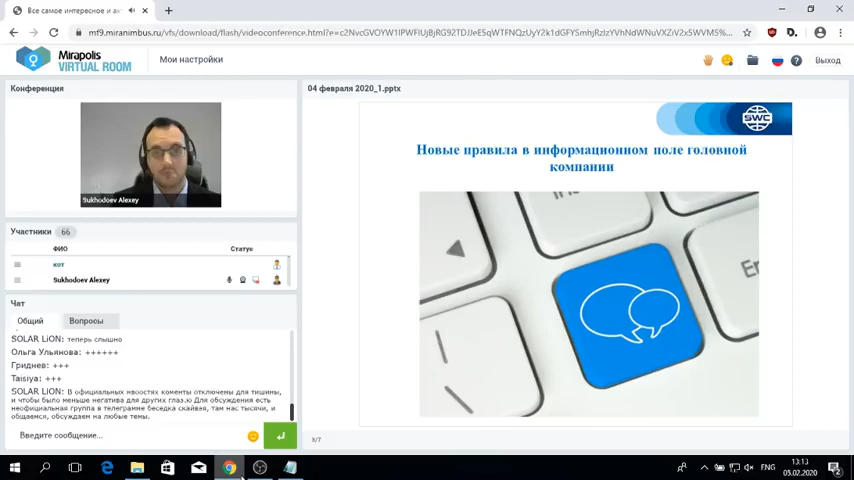 Все самое интересное и ак
mf9.miranimbus.ru/vfs/download/flash/videoconference.html?e=c2NvcGVOYW1lPWFlUjBjRG92TDJJeE5qWTFNQzUyY2k1dGFYSmhjRzlzYVhNdWNuVXZiV2x5WVM5%...
Mirapolis
VIRTUAL ROOM
Мои настройки
Выход
Конференция
04 февраля 2020_1.pptx
SWC
Новые правила в информационном поле головной
компании
Sukhodoev Alexey
Участники 66
ФИО Статус
кот
Sukhodoev Alexey
Чат
Общий Вопросы
SOLAR LiON: теперь слышно
Ольга Ульянова: ++++++
Гриднев: +++
Taisiya: +++
SOLAR LiON: В официальных нвоостях коменты отключены для тишины,
и чтобы было меньше негатива для других глаз.ю Для обсуждения есть
неофициальная группа в телеграмме беседка скайвэя, там нас тысячи, и
общаемся, обсуждаем на любые темы.
Введите сообщение...
3/7
ENG
13:13
05.02.2020
2